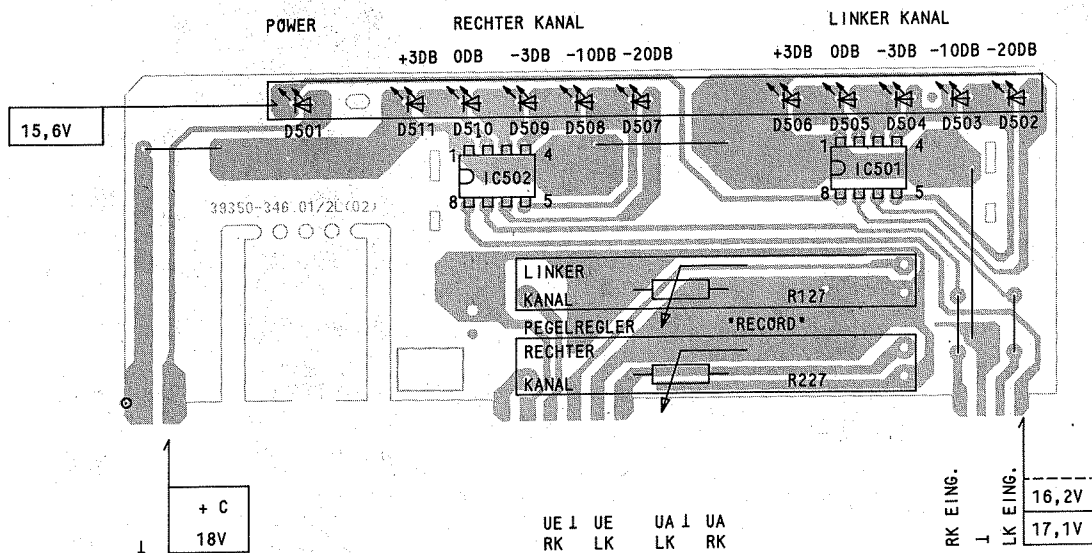 POWER
RECHTER KANAL
LINKER KANAL
+3DB 0DB -3DB -10DB -20DB
+3DB 0DB -3DB -10DB -20DB
15,6V
D501
D511 D510 D509 D508 D507
D506 D505 D504 D503 D502
1 4
IC502
8 5
1 4
IC501
8 5
39350-346.01/2L(02)
LINKER
KANAL
R127
PEGELREGLER "RECORD"
RECHTER
KANAL
R227
+ C
18V
⊥
UE ⊥ UE
RK LK
UA ⊥ UA
LK RK
RK EING.
⊥
LK EING.
16,2V
17,1V